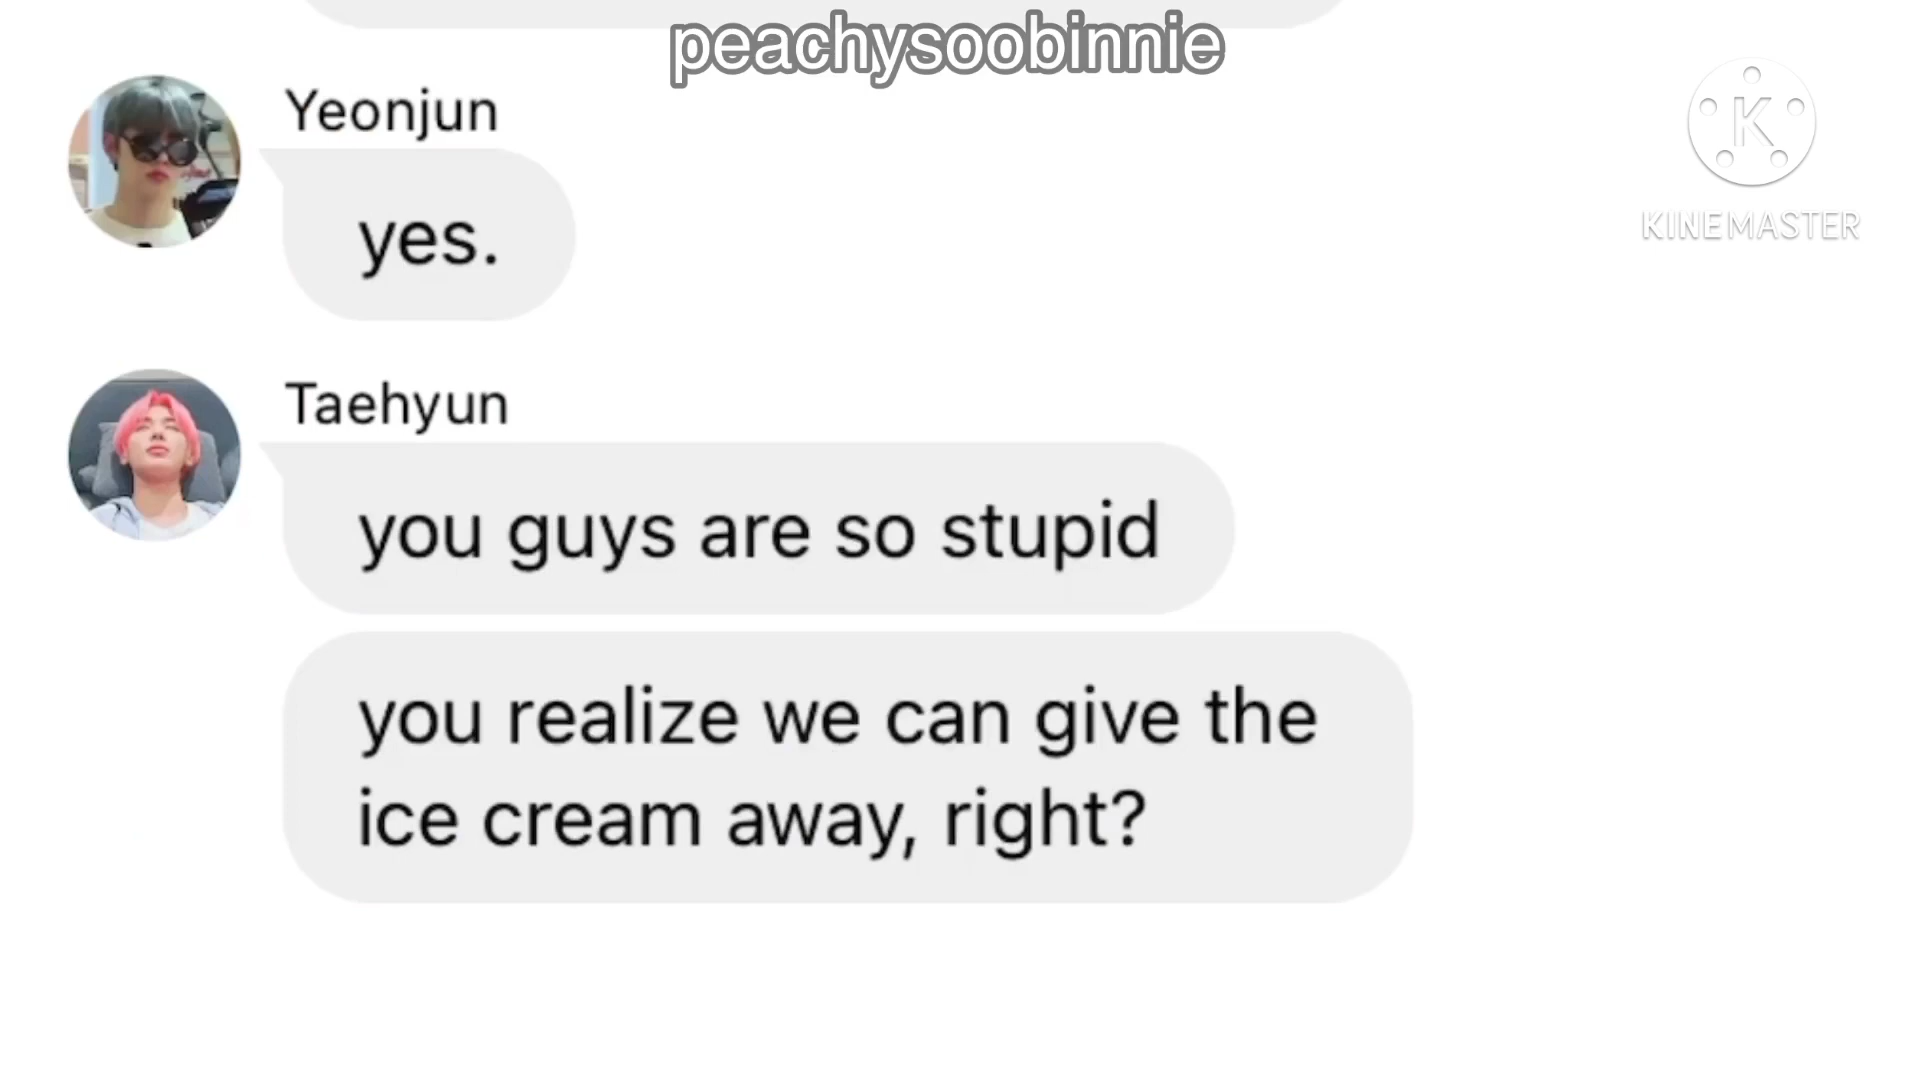 peachysoobinnie
Yeonjun
K
KINEMASTER
yes.
Taehyun
you guys are so stupid
you realize we can give the
ice cream away, right?